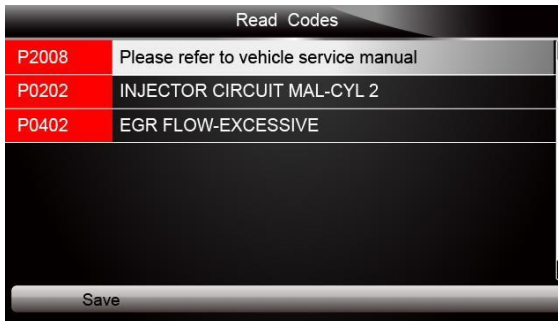 Read Codes
P2008 Please refer to vehicle service manual
P0202 INJECTOR CIRCUIT MAL-CYL 2
P0402 EGR FLOW-EXCESSIVE
Save